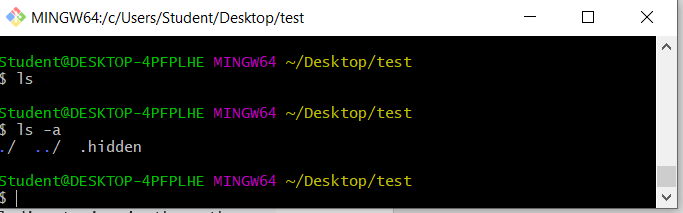 MINGW64:/c/Users/Student/Desktop/test
Student@DESKTOP-4PFPLHE MINGW64 ~/Desktop/test
$ ls
Student@DESKTOP-4PFPLHE MINGW64 ~/Desktop/test
$ ls -a
./ ../ .hidden
Student@DESKTOP-4PFPLHE MINGW64 ~/Desktop/test
$